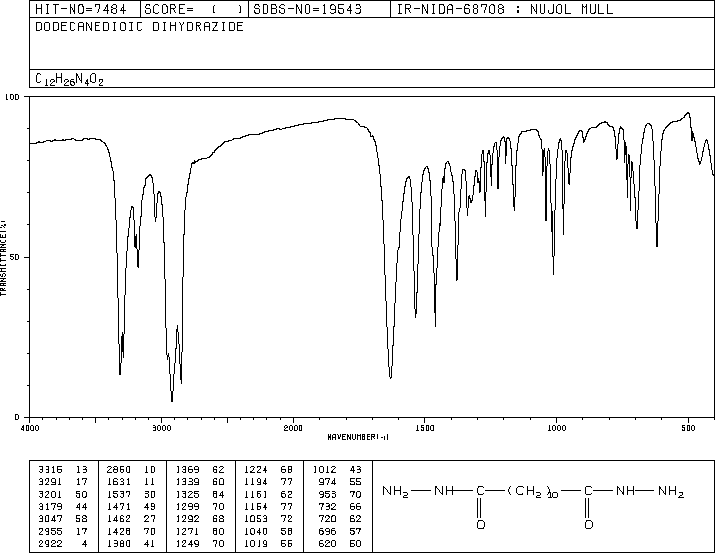 HIT-NO=7484 SCORE= ( ) SDBS-NO=19543 IR-NIDA-68708 : NUJOL MULL
DODECANEDIOIC DIHYDRAZIDE
C12H26N4O2
100
50
0
TRANSMITTANCE(%)
4000 3000 2000 1500 1000 500
WAVENUMBER(-1)
3315 13 2850 10 1369 62 1224 68 1012 43
3291 17 1631 11 1339 60 1194 77 974 55
3201 50 1537 30 1325 64 1161 62 953 70
3179 44 1471 49 1299 70 1154 77 732 66
3047 58 1462 27 1292 68 1053 72 720 62
2955 17 1428 70 1271 60 1040 58 696 57
2922 4 1380 41 1249 70 1019 55 620 50
NH2 NH C (CH2)10 C NH NH2
O O